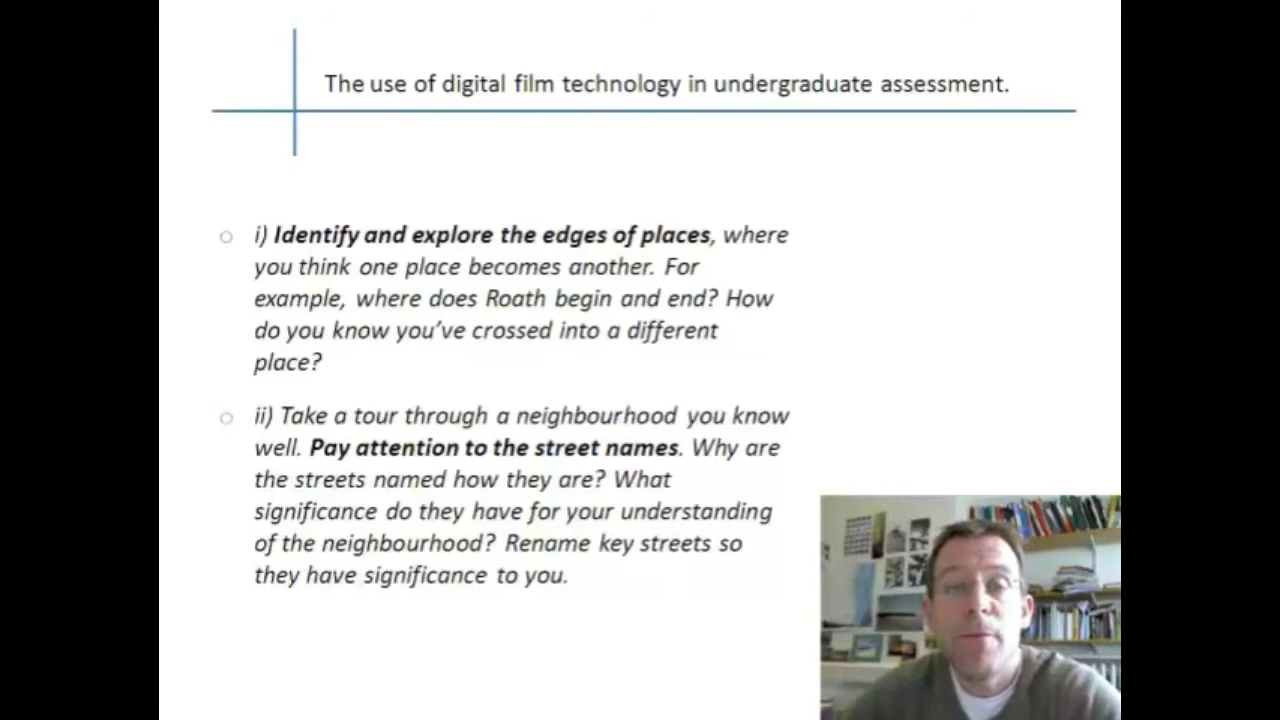 The use of digital film technology in undergraduate assessment.
i) Identify and explore the edges of places, where
you think one place becomes another. For
example, where does Roath begin and end? How
do you know you’ve crossed into a different
place?
ii) Take a tour through a neighbourhood you know
well. Pay attention to the street names. Why are
the streets named how they are? What
significance do they have for your understanding
of the neighbourhood? Rename key streets so
they have significance to you.